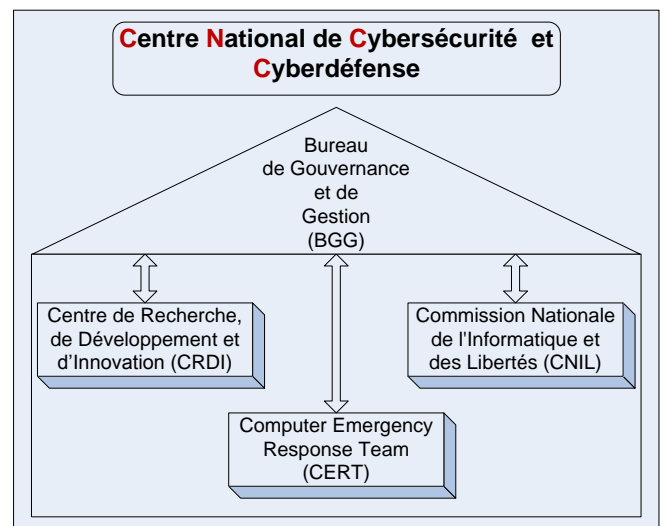 Centre National de Cybersécurité et
Cyberdéfense
Bureau
de Gouvernance
et de
Gestion
(BGG)
Centre de Recherche,
de Développement et
d'Innovation (CRDI)
Commission Nationale
de l'Informatique et
des Libertés (CNIL)
Computer Emergency
Response Team
(CERT)